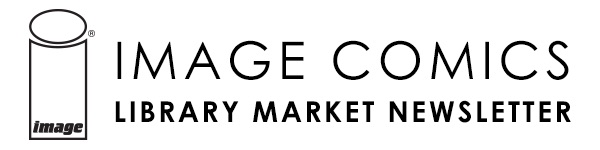 IMAGE COMICS
LIBRARY MARKET NEWSLETTER
image
®